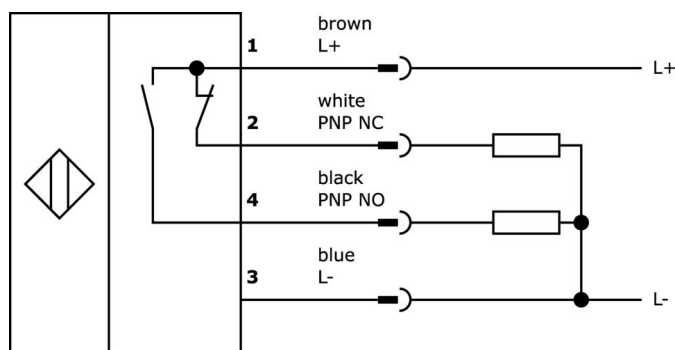 brown
1 L+
L+
white
2 PNP NC
black
4 PNP NO
blue
3 L-
L-